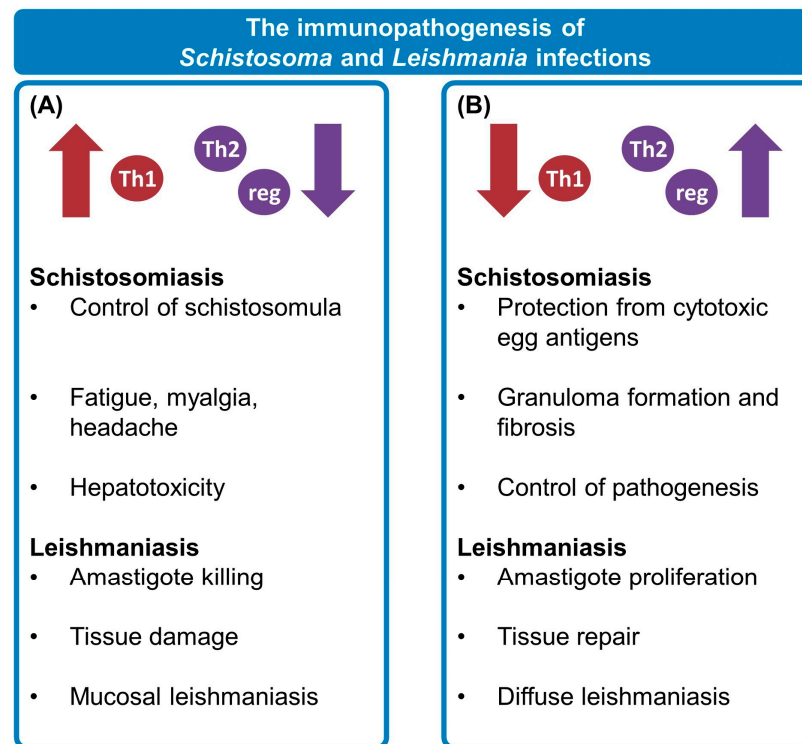 The immunopathogenesis of
Schistosoma and Leishmania infections
(A)
Th1
Th2
reg
Schistosomiasis
• Control of schistosomula
• Fatigue, myalgia,
headache
• Hepatotoxicity
Leishmaniasis
• Amastigote killing
• Tissue damage
• Mucosal leishmaniasis
(B)
Th1
Th2
reg
Schistosomiasis
• Protection from cytotoxic
egg antigens
• Granuloma formation and
fibrosis
• Control of pathogenesis
Leishmaniasis
• Amastigote proliferation
• Tissue repair
• Diffuse leishmaniasis